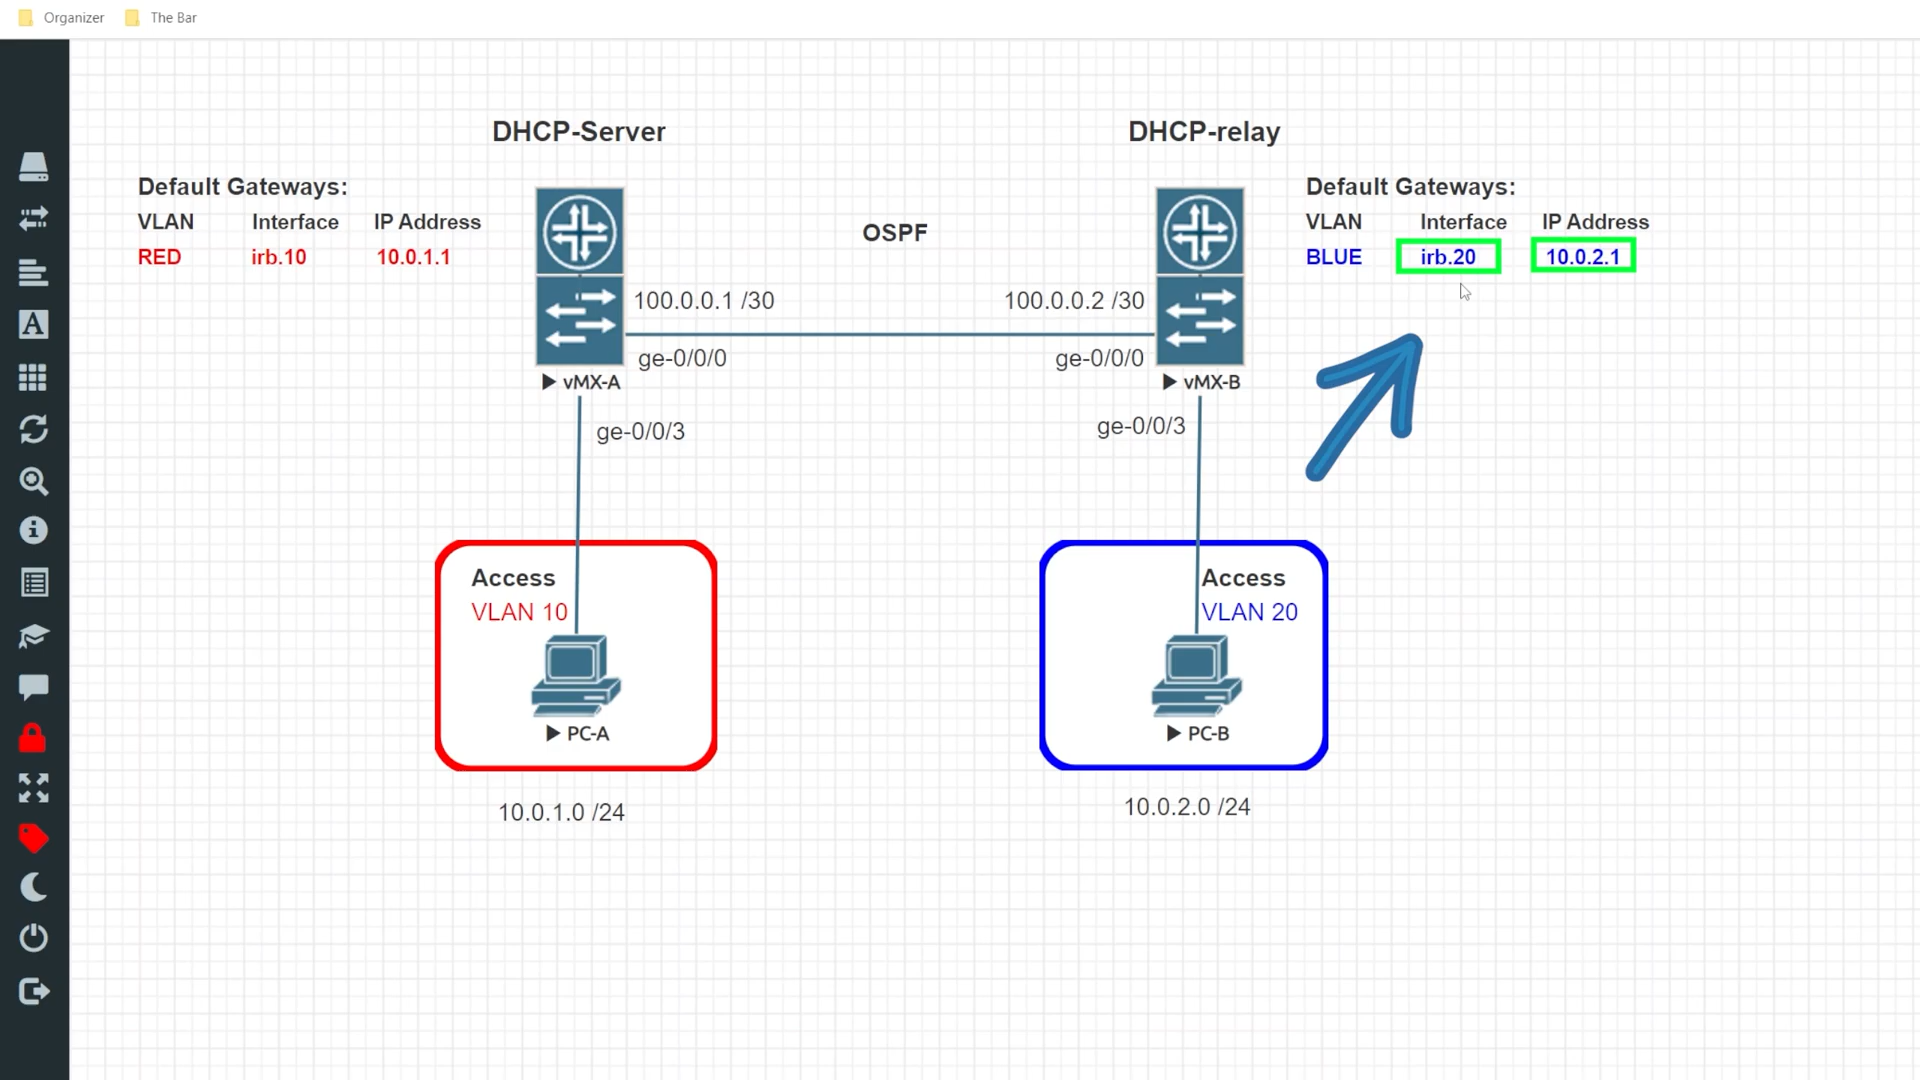 Organizer
The Bar
DHCP-Server
DHCP-relay
Default Gateways:
VLAN Interface IP Address
RED irb.10 10.0.1.1
OSPF
Default Gateways:
VLAN Interface IP Address
BLUE irb.20 10.0.2.1
100.0.0.1 /30
100.0.0.2 /30
ge-0/0/0
ge-0/0/0
vMX-A
vMX-B
ge-0/0/3
ge-0/0/3
Access
VLAN 10
PC-A
10.0.1.0 /24
Access
VLAN 20
PC-B
10.0.2.0 /24